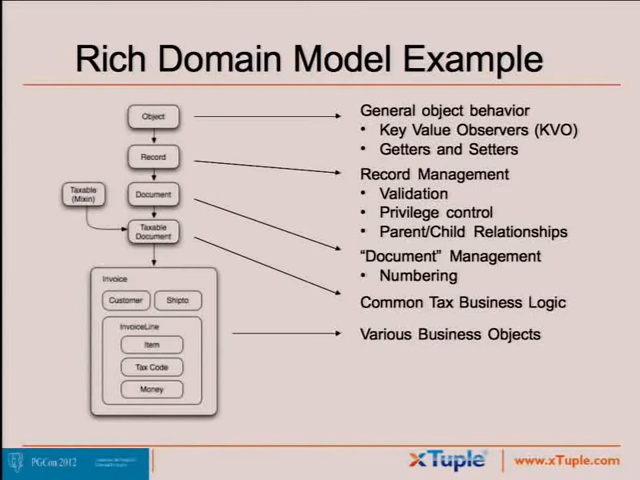 Rich Domain Model Example
Object
Record
Taxable
(Mixin)
Document
Taxable
Document
Invoice
Customer
Shipto
InvoiceLine
Item
Tax Code
Money
General object behavior
• Key Value Observers (KVO)
• Getters and Setters
Record Management
• Validation
• Privilege control
• Parent/Child Relationships
“Document” Management
• Numbering
Common Tax Business Logic
Various Business Objects
PGCon 2012
xTuple
www.xTuple.com